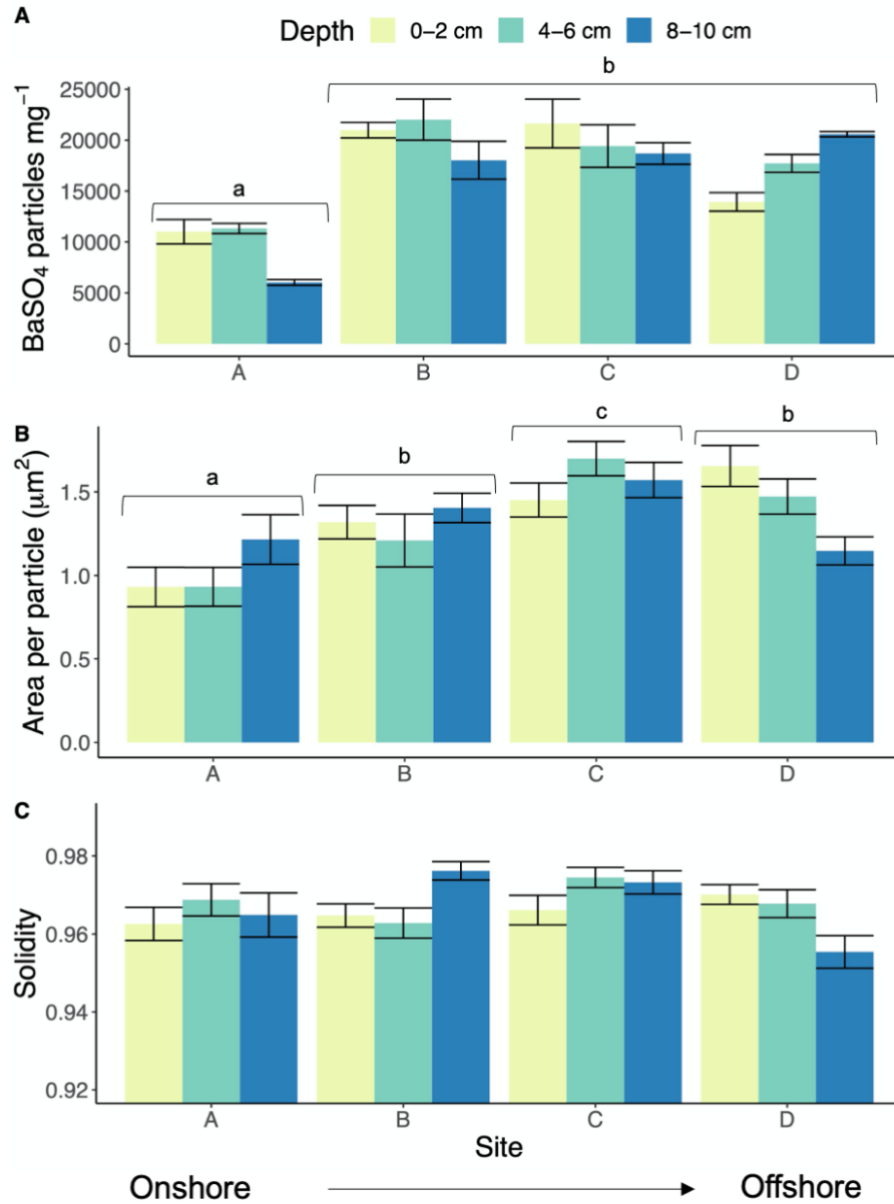 A
Depth 0–2 cm 4–6 cm 8–10 cm
BaSO₄ particles mg⁻¹
25000
20000
15000
10000
5000
0
a
b
A B C D
B
Area per particle (μm²)
1.5
1.0
0.5
0.0
a
b
c
b
A B C D
C
Solidity
0.98
0.96
0.94
0.92
A B C D
Site
Onshore Offshore